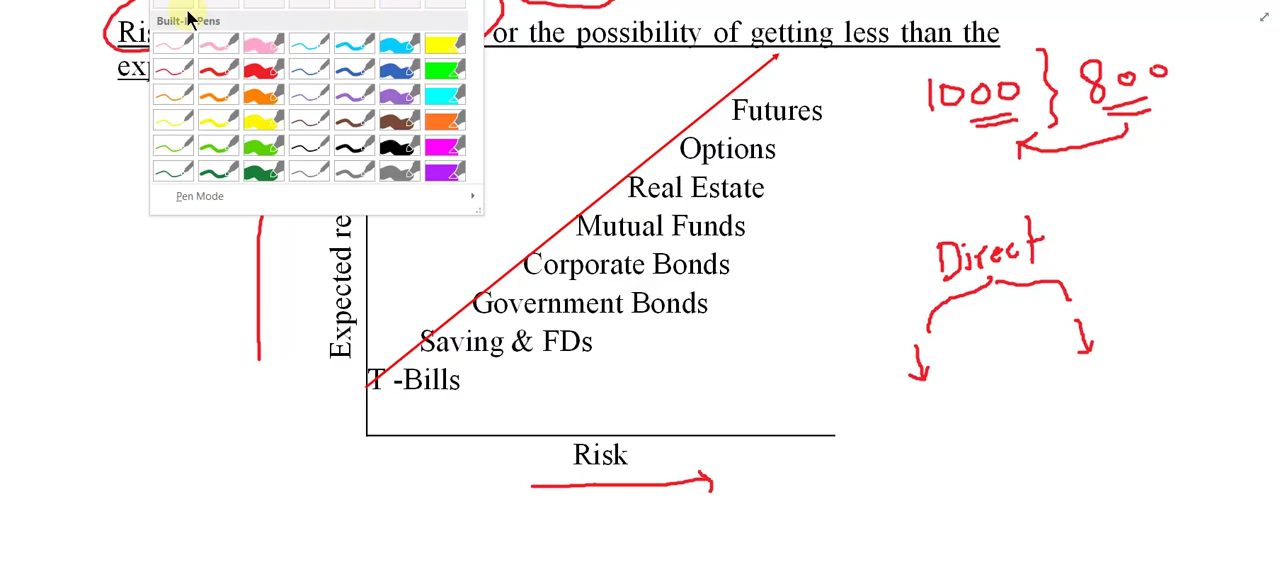 Built-In Pens
or the possibility of getting less than the
1000 } 800
Pen Mode
Futures
Options
Real Estate
Mutual Funds
Direct
Corporate Bonds
Government Bonds
Saving & FDs
T -Bills
Expected re
Risk